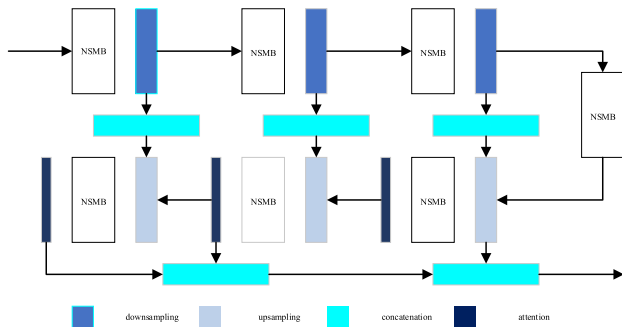 NSMB
NSMB
NSMB
NSMB
NSMB
NSMB
NSMB
downsampling
upsampling
concatenation
attention